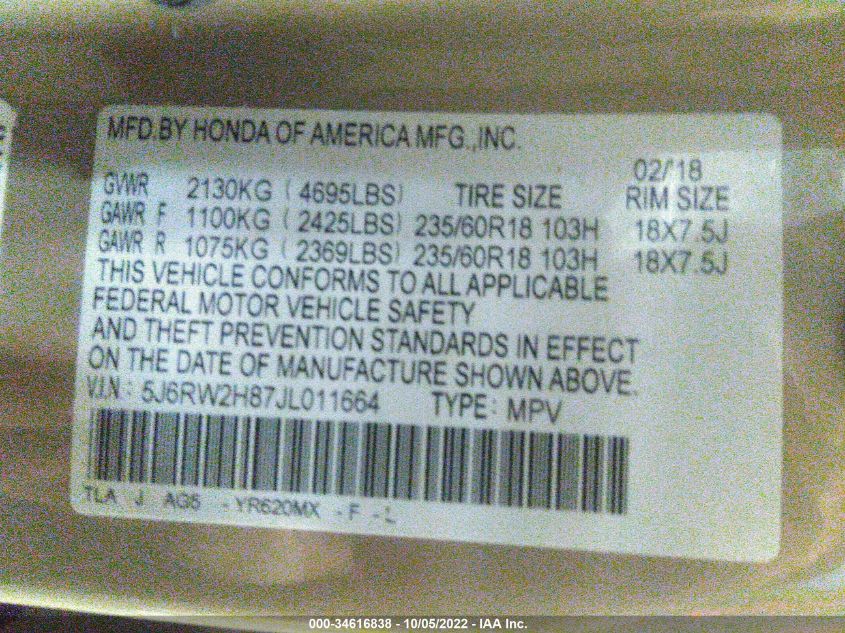 MFD.BY HONDA OF AMERICA MFG.,INC.
02/'18
GVWR 2130KG ( 4695LBS) TIRE SIZE RIM SIZE
GAWR F 1100KG ( 2425LBS) 235/60R18 103H 18X7.5J
GAWR R 1075KG ( 2369LBS) 235/60R18 103H 18X7.5J
THIS VEHICLE CONFORMS TO ALL APPLICABLE
FEDERAL MOTOR VEHICLE SAFETY
AND THEFT PREVENTION STANDARDS IN EFFECT
ON THE DATE OF MANUFACTURE SHOWN ABOVE.
V.I.N.: 5J6RW2H87JL011664 TYPE: MPV
TLA J AG5 -YR620MX -F -L
000-34616838 - 10/05/2022 - IAA Inc.